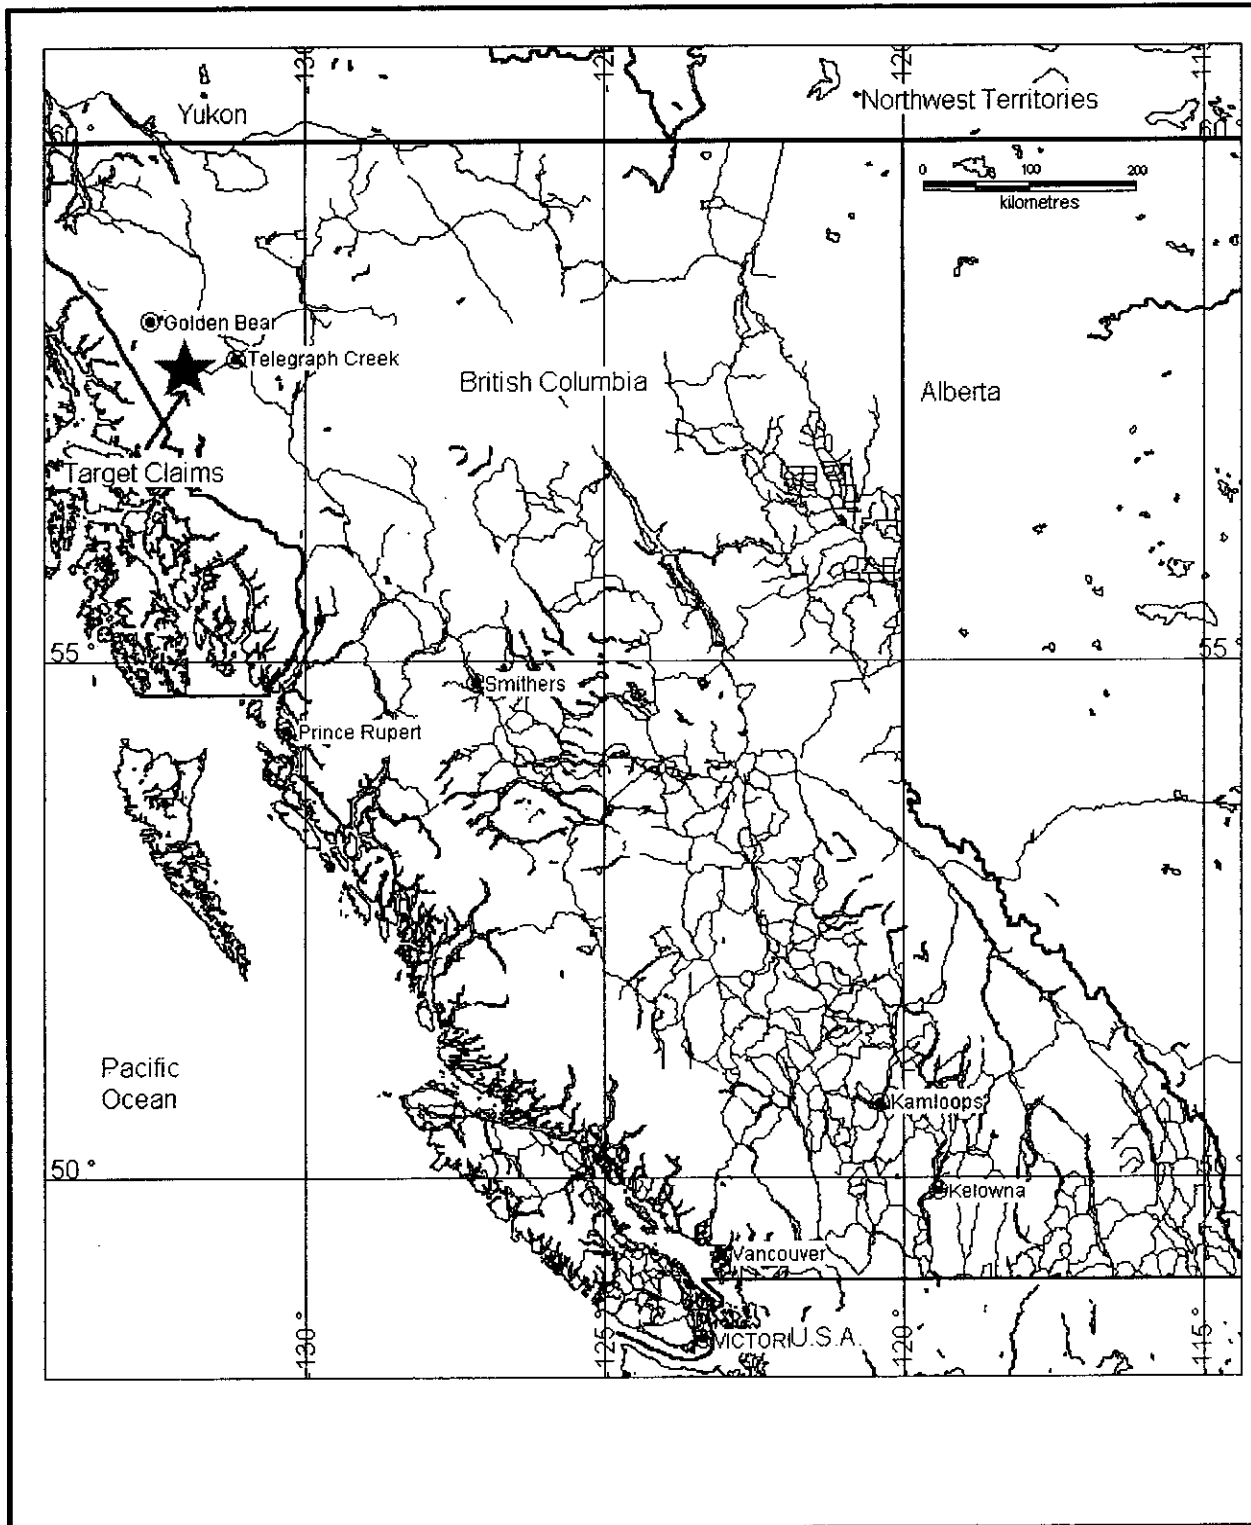 Yukon
Northwest Territories
60
0 100 200
kilometres
Golden Bear
Telegraph Creek
British Columbia
Alberta
Target Claims
55° 55°
Smithers
Prince Rupert
Pacific
Ocean
Kamloops
50°
Kelowna
Vancouver
VICTORI U.S.A.
130° 125° 120° 115°